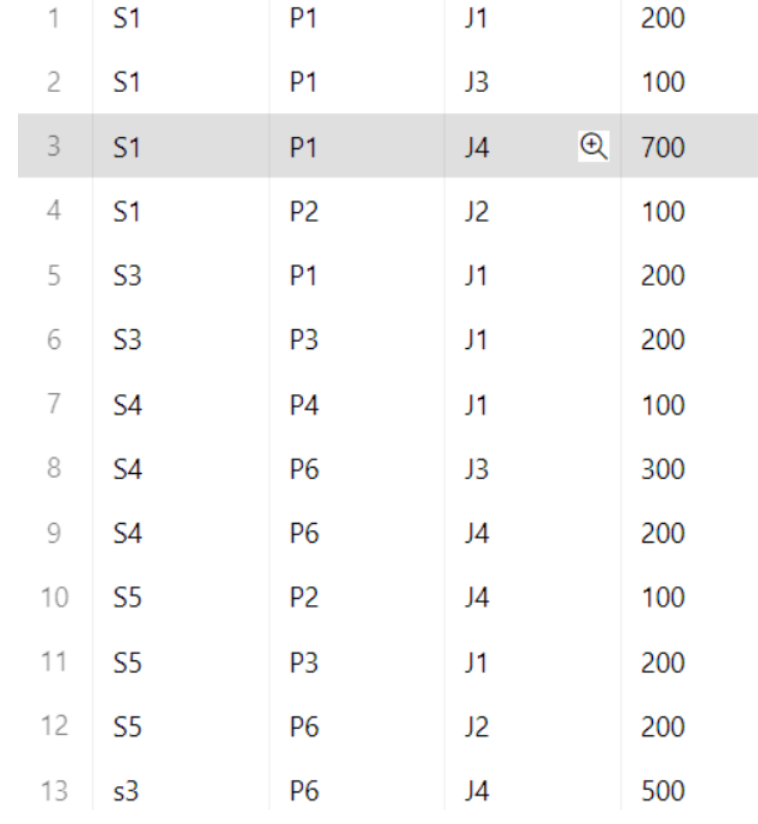 1 S1 P1 J1 200
2 S1 P1 J3 100
3 S1 P1 J4 700
4 S1 P2 J2 100
5 S3 P1 J1 200
6 S3 P3 J1 200
7 S4 P4 J1 100
8 S4 P6 J3 300
9 S4 P6 J4 200
10 S5 P2 J4 100
11 S5 P3 J1 200
12 S5 P6 J2 200
13 s3 P6 J4 500